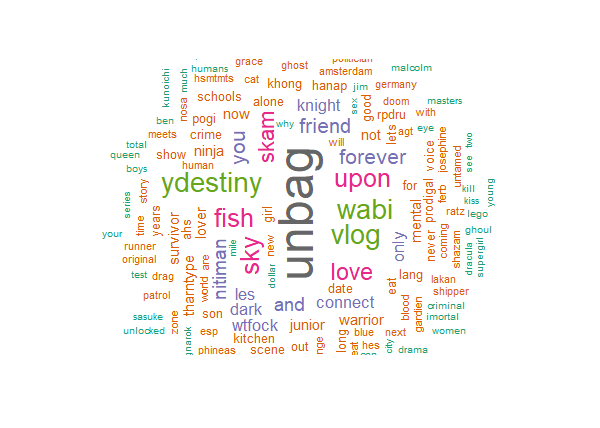 grace
ghost
politician
humans
amsterdam
malcolm
hsmtmts
cat
khong
jim
germany
kunoichi
much
nosa
schools
alone
hanap
sex
good
doom
masters
ben
pogi
now
knight
rpdru
with
meets
crime
you
skam
why
friend
lets
agt
eye
total
show
ninja
will
not
voice
josephine
see
two
queen
human
unbag
forever
boys
ydestiny
upon
for
prodigal
ferb
untamed
kill
young
series
story
kiss
your
time
years
survivor
ahs
lover
fish
girl
wabi
mental
ratz
lego
runner
sky
new
vlog
only
never
coming
shazam
ghoul
original
tharntype
world
are
nitiman
mile
dollar
love
lang
lakan
dracula
supergirl
test
drag
date
eat
shipper
patrol
son
les
dark
and
connect
blood
gardien
criminal
imortal
sasuke
zone
esp
wtfock
junior
warrior
unlocked
kitchen
long
blue
next
women
gnarok
phineas
scene
out
nge
eat
hes
city
drama